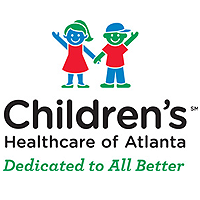 Children's℠
Healthcare of Atlanta
Dedicated to All Better